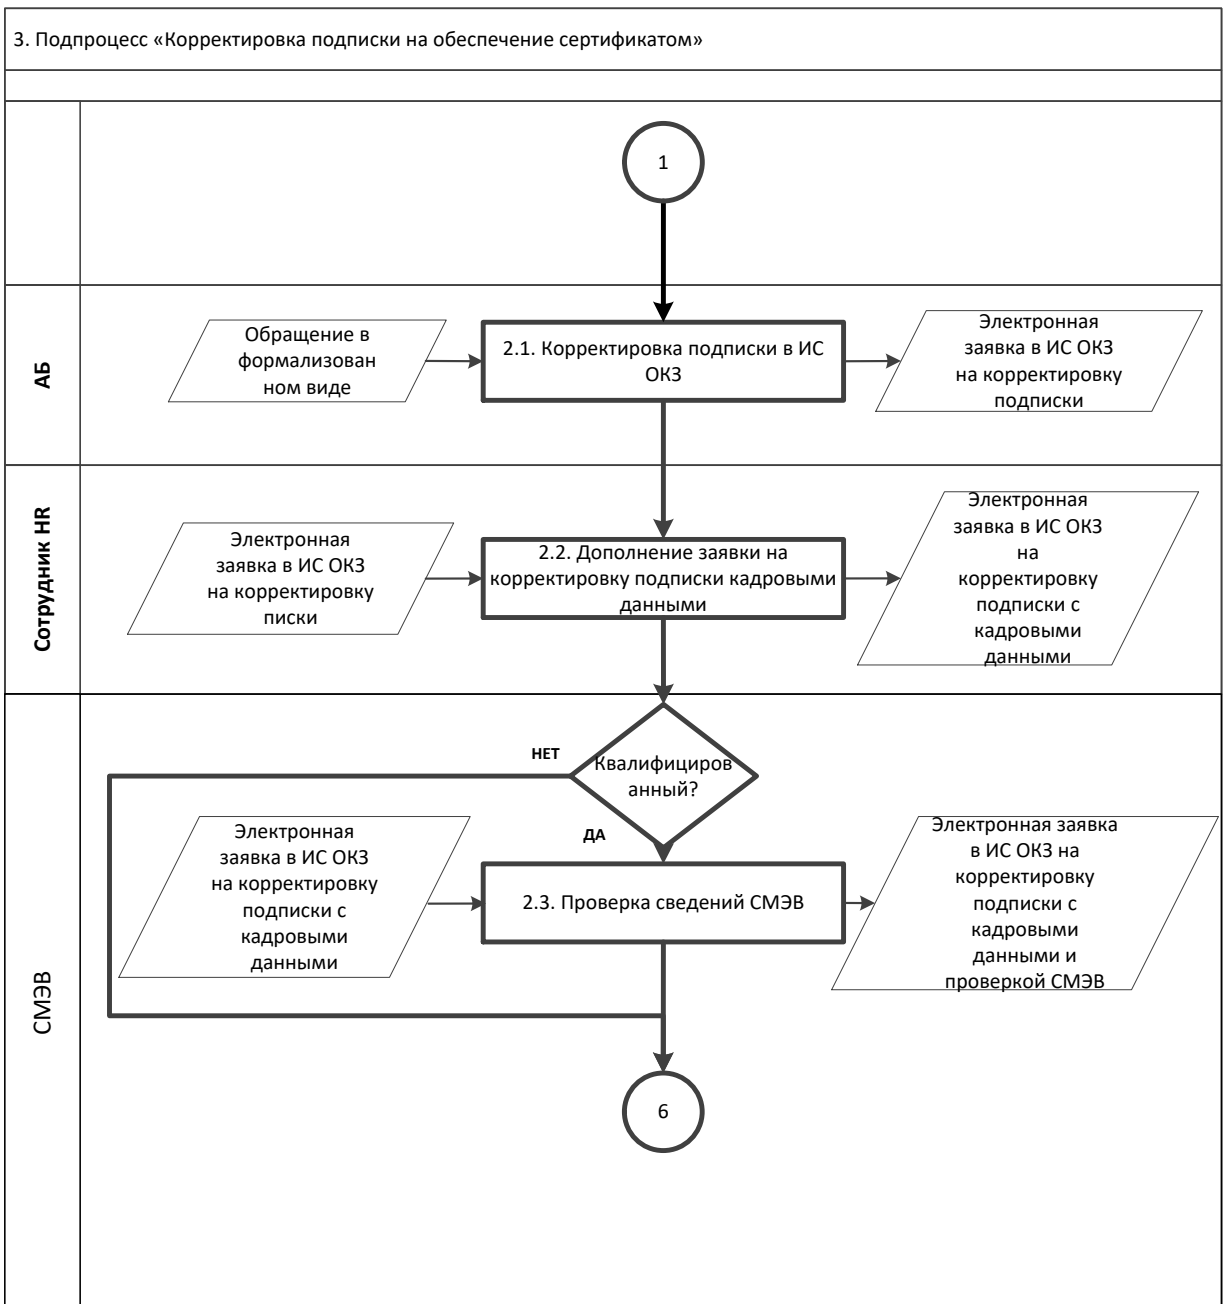 3. Подпроцесс «Корректировка подписки на обеспечение сертификатом»
1
АБ
Обращение в
формализован
ном виде
2.1. Корректировка подписки в ИС
ОКЗ
Электронная
заявка в ИС ОКЗ
на корректировку
подписки
Сотрудник HR
Электронная
заявка в ИС ОКЗ
на корректировку
писки
2.2. Дополнение заявки на
корректировку подписки кадровыми
данными
Электронная
заявка в ИС ОКЗ
на
корректировку
подписки с
кадровыми
данными
СМЭВ
НЕТ
Квалифициров
анный?
ДА
Электронная
заявка в ИС ОКЗ
на корректировку
подписки с
кадровыми
данными
2.3. Проверка сведений СМЭВ
Электронная заявка
в ИС ОКЗ на
корректировку
подписки с
кадровыми
данными и
проверкой СМЭВ
6